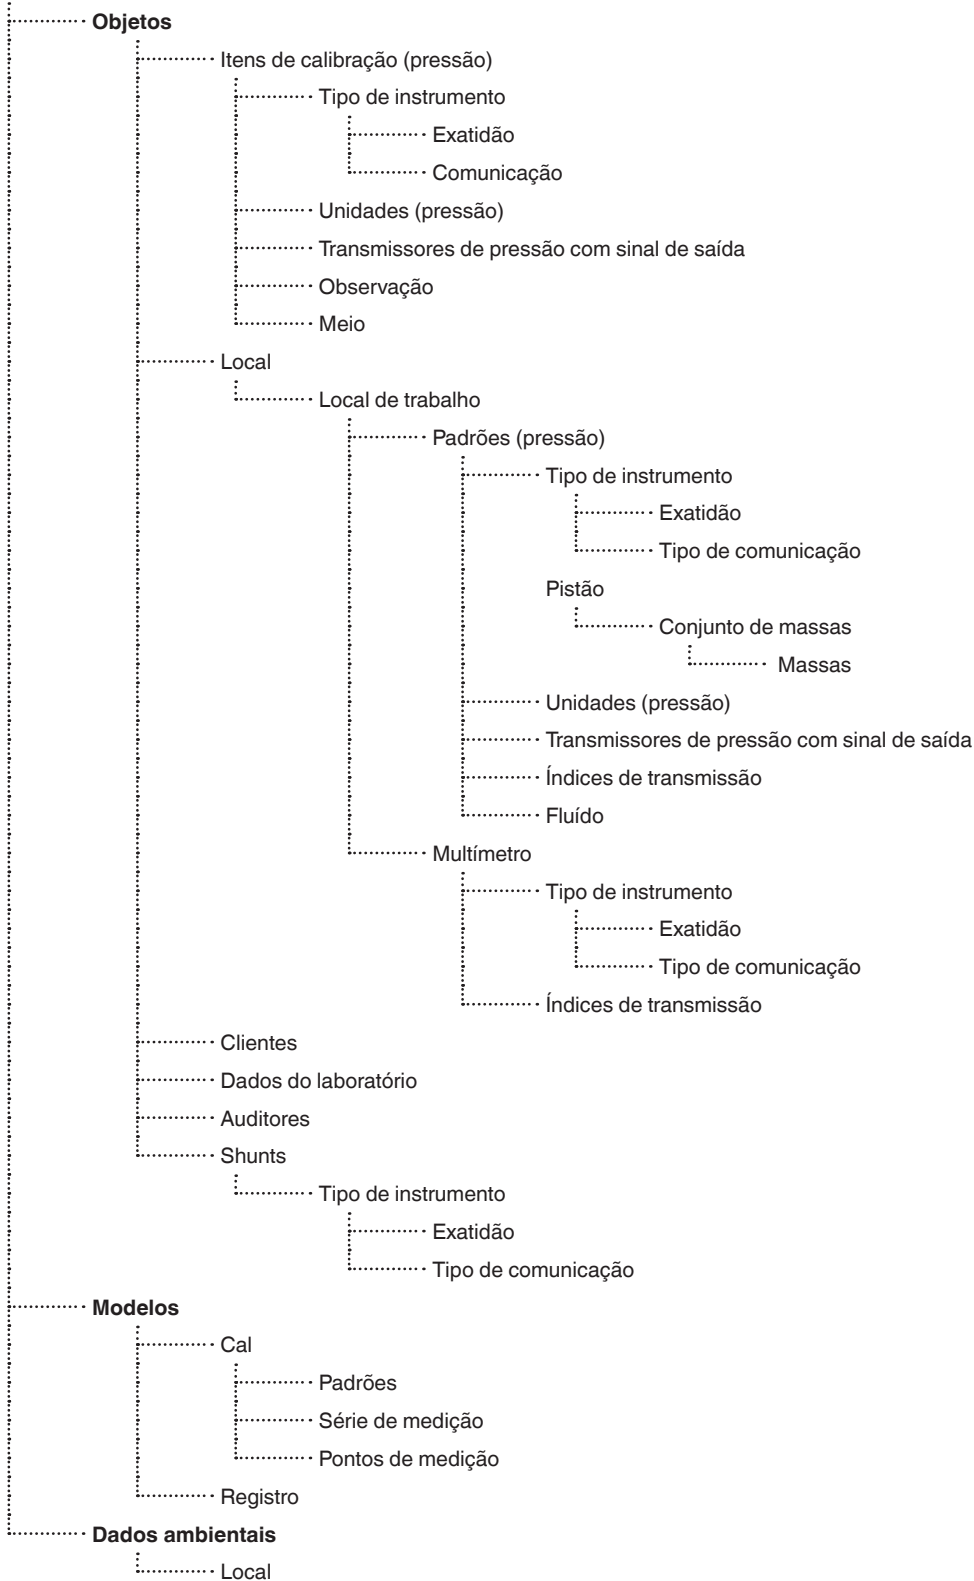 Objetos
Itens de calibração (pressão)
Tipo de instrumento
Exatidão
Comunicação
Unidades (pressão)
Transmissores de pressão com sinal de saída
Observação
Meio
Local
Local de trabalho
Padrões (pressão)
Tipo de instrumento
Exatidão
Tipo de comunicação
Pistão
Conjunto de massas
Massas
Unidades (pressão)
Transmissores de pressão com sinal de saída
Índices de transmissão
Fluído
Multímetro
Tipo de instrumento
Exatidão
Tipo de comunicação
Índices de transmissão
Clientes
Dados do laboratório
Auditores
Shunts
Tipo de instrumento
Exatidão
Tipo de comunicação
Modelos
Cal
Padrões
Série de medição
Pontos de medição
Registro
Dados ambientais
Local